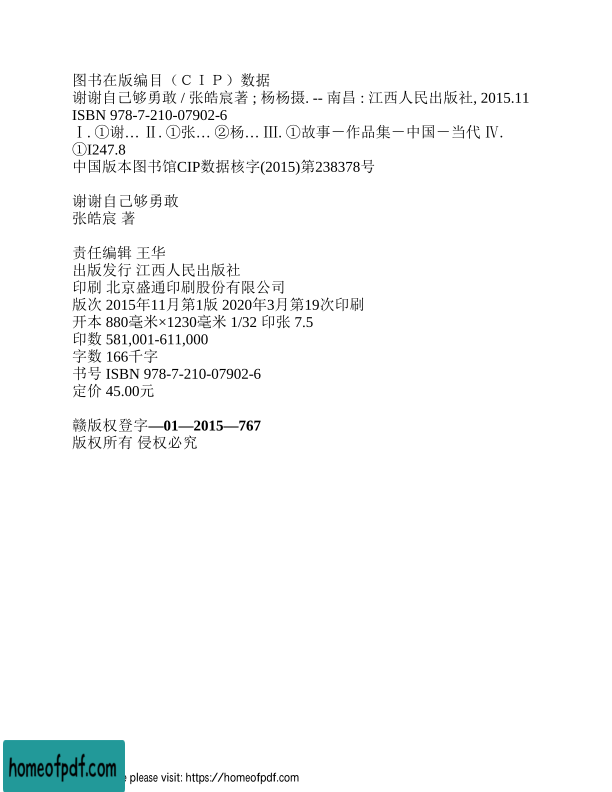 图书在版编目（ＣＩＰ）数据
谢谢自己够勇敢 / 张皓宸著 ; 杨杨摄. -- 南昌 : 江西人民出版社, 2015.11
ISBN 978-7-210-07902-6
Ⅰ. ①谢… Ⅱ. ①张… ②杨… Ⅲ. ①故事－作品集－中国－当代 Ⅳ.
①I247.8
中国版本图书馆CIP数据核字(2015)第238378号
谢谢自己够勇敢
张皓宸 著
责任编辑 王华
出版发行 江西人民出版社
印刷 北京盛通印刷股份有限公司
版次 2015年11月第1版 2020年3月第19次印刷
开本 880毫米×1230毫米 1/32 印张 7.5
印数 581,001-611,000
字数 166千字
书号 ISBN 978-7-210-07902-6
定价 45.00元
赣版权登字—01—2015—767
版权所有 侵权必究
homeofpdf.com
please visit: https://homeofpdf.com